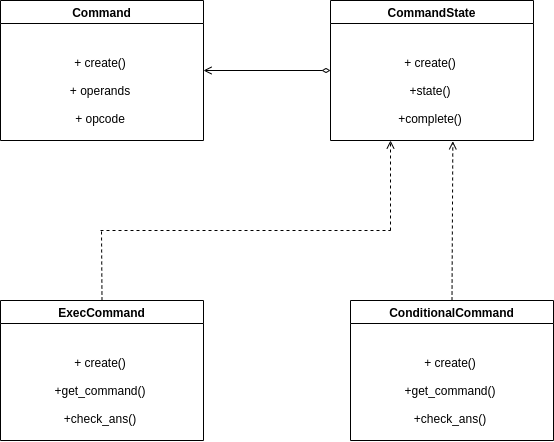 Command
+ create()
+ operands
+ opcode
CommandState
+ create()
+state()
+complete()
ExecCommand
+ create()
+get_command()
+check_ans()
ConditionalCommand
+ create()
+get_command()
+check_ans()